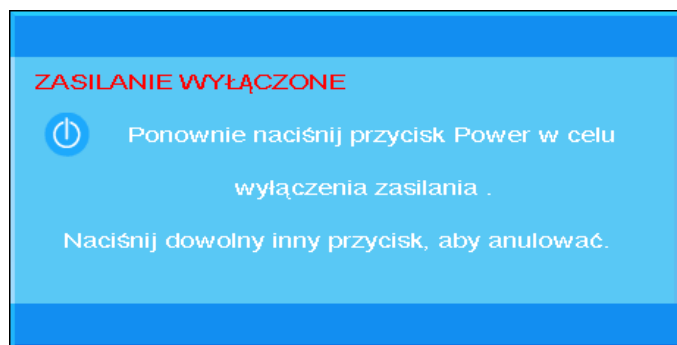 ZASILANIE WYŁĄCZONE
Ponownie naciśnij przycisk Power w celu
wyłączenia zasilania .
Naciśnij dowolny inny przycisk, aby anulować.